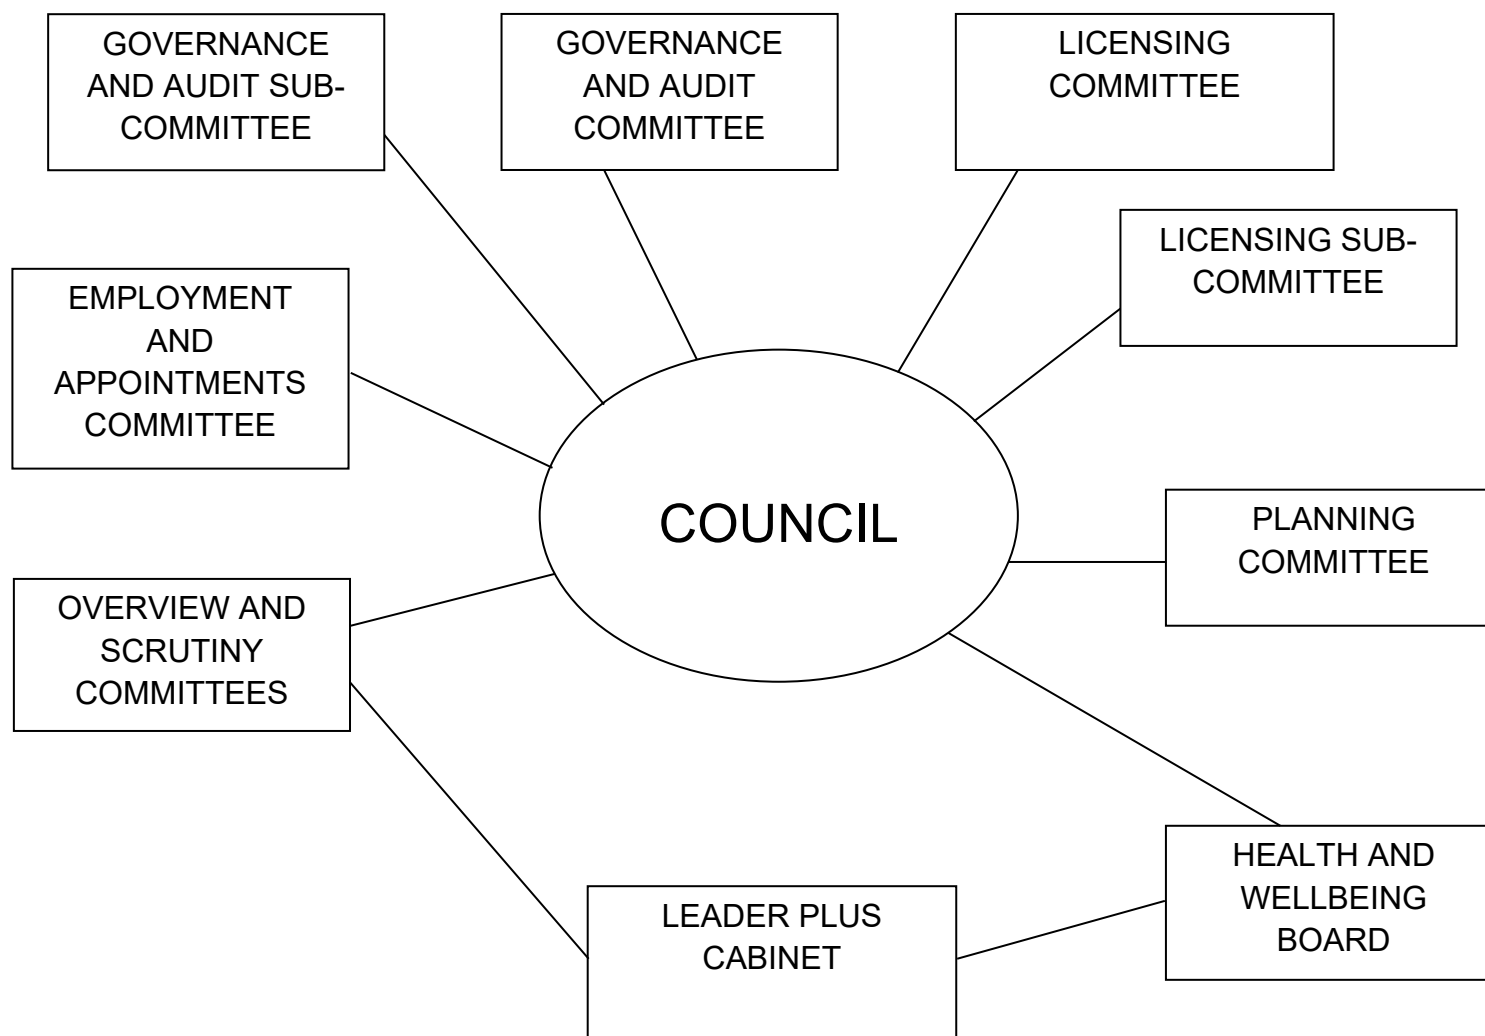 GOVERNANCE
AND AUDIT SUB-
COMMITTEE
GOVERNANCE
AND AUDIT
COMMITTEE
LICENSING
COMMITTEE
LICENSING SUB-
COMMITTEE
EMPLOYMENT
AND
APPOINTMENTS
COMMITTEE
COUNCIL
PLANNING
COMMITTEE
OVERVIEW AND
SCRUTINY
COMMITTEES
HEALTH AND
WELLBEING
BOARD
LEADER PLUS
CABINET